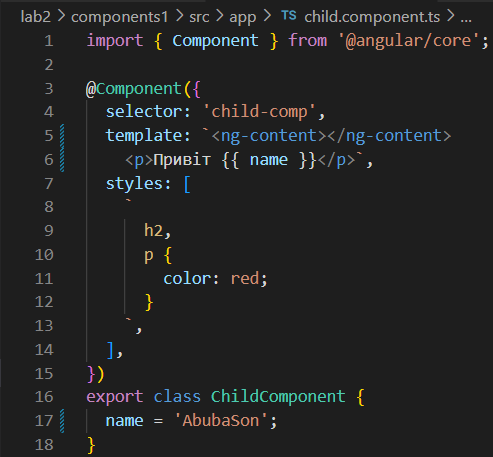 lab2 > components1 > src > app > TS child.component.ts > ...
1 import { Component } from '@angular/core';
2
3 @Component({
4   selector: 'child-comp',
5   template: `<ng-content></ng-content>
6     <p>Привіт {{ name }}</p>`,
7   styles: [
8     `
9       h2,
10       p {
11         color: red;
12       }
13     `,
14   ],
15 })
16 export class ChildComponent {
17   name = 'AbubaSon';
18 }